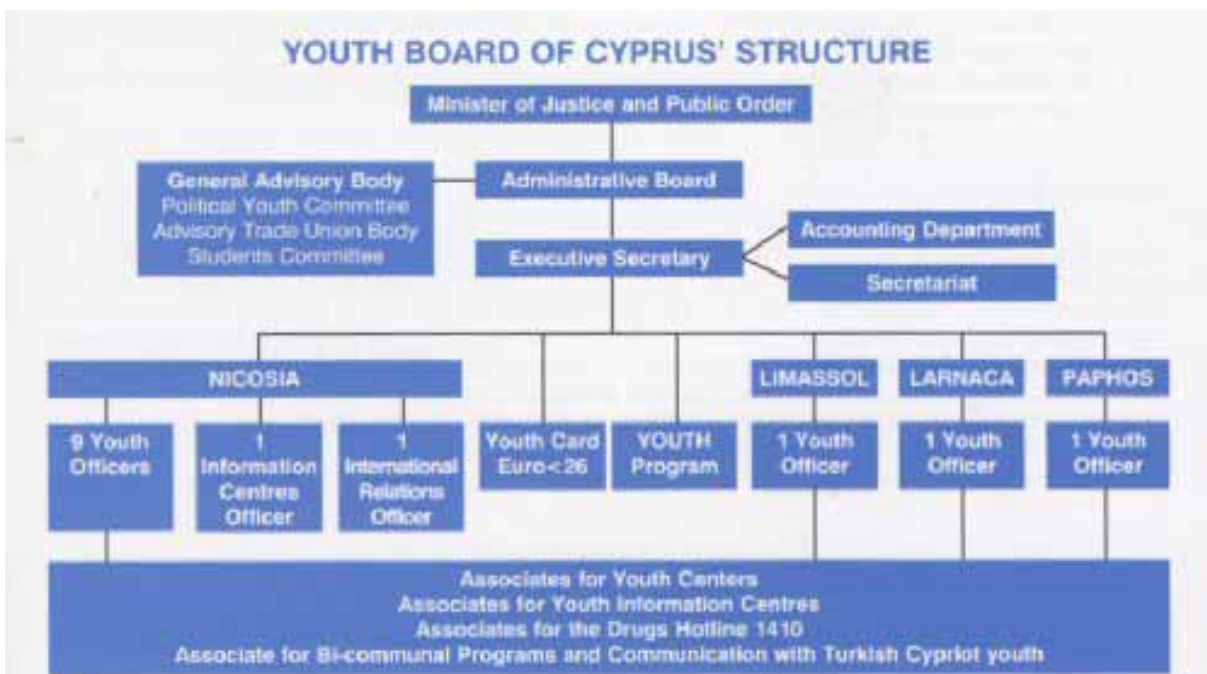 YOUTH BOARD OF CYPRUS' STRUCTURE
Minister of Justice and Public Order
General Advisory Body
Political Youth Committee
Advisory Trade Union Body
Students Committee
Administrative Board
Executive Secretary
Accounting Department
Secretariat
NICOSIA
LIMASSOL
LARNACA
PAPHOS
9 Youth
Officers
1
Information
Centres
Officer
1
International
Relations
Officer
Youth Card
Euro<26
YOUTH
Program
1 Youth
Officer
1 Youth
Officer
1 Youth
Officer
Associates for Youth Centers
Associates for Youth Information Centres
Associates for the Drugs Hotline 1410
Associate for Bi-communal Programs and Communication with Turkish Cypriot youth